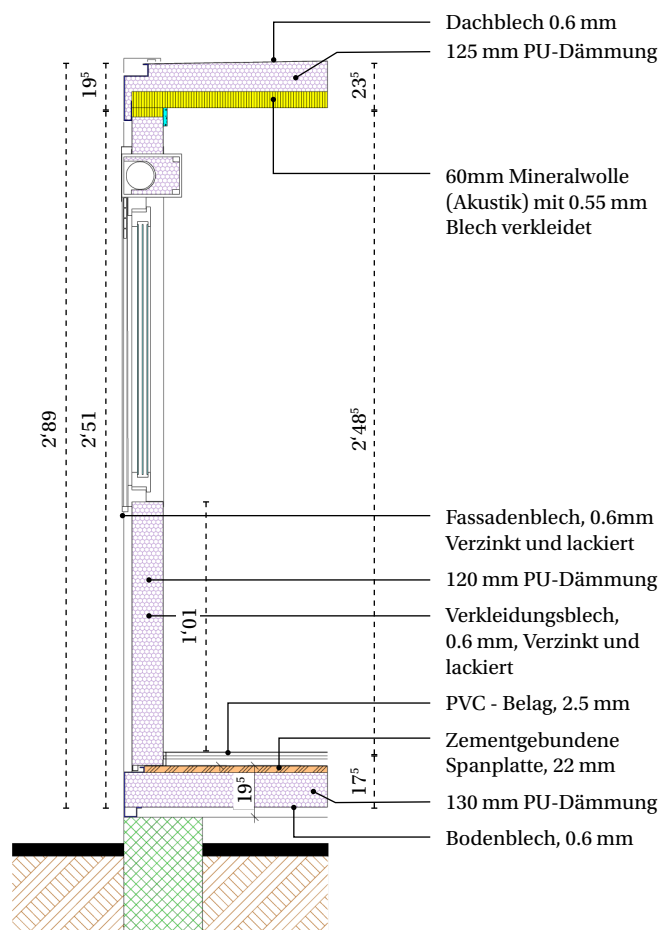 Dachblech 0.6 mm
125 mm PU-Dämmung
19⁵
23⁵
60mm Mineralwolle
(Akustik) mit 0.55 mm
Blech verkleidet
2‘89
2‘51
2‘48⁵
Fassadenblech, 0.6mm
Verzinkt und lackiert
120 mm PU-Dämmung
1‘01
Verkleidungsblech,
0.6 mm, Verzinkt und
lackiert
PVC - Belag, 2.5 mm
Zementgebundene
Spanplatte, 22 mm
19⁵
17⁵
130 mm PU-Dämmung
Bodenblech, 0.6 mm